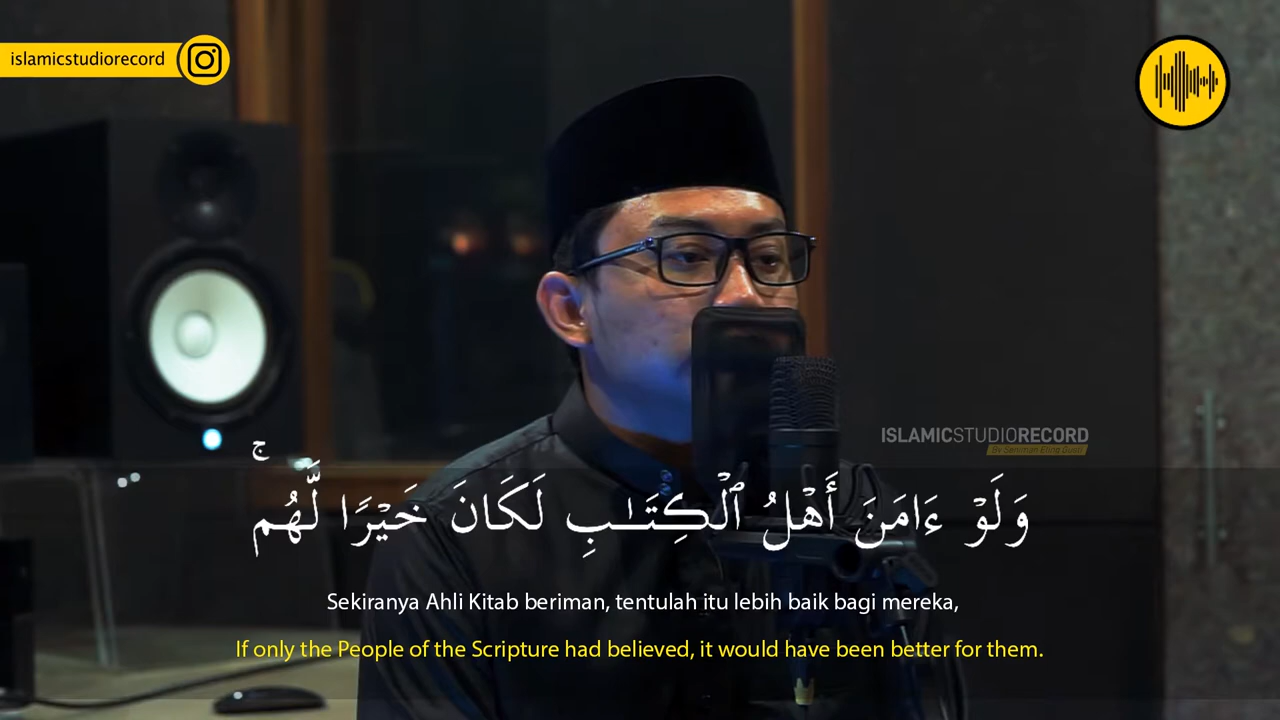 islamicstudiorecord
ISLAMICSTUDIORECORD
وَلَوْ ءَامَنَ أَهْلُ ٱلْكِتَـٰبِ لَكَانَ خَيْرًا لَّهُم ۚ
Sekiranya Ahli Kitab beriman, tentulah itu lebih baik bagi mereka,
If only the People of the Scripture had believed, it would have been better for them.